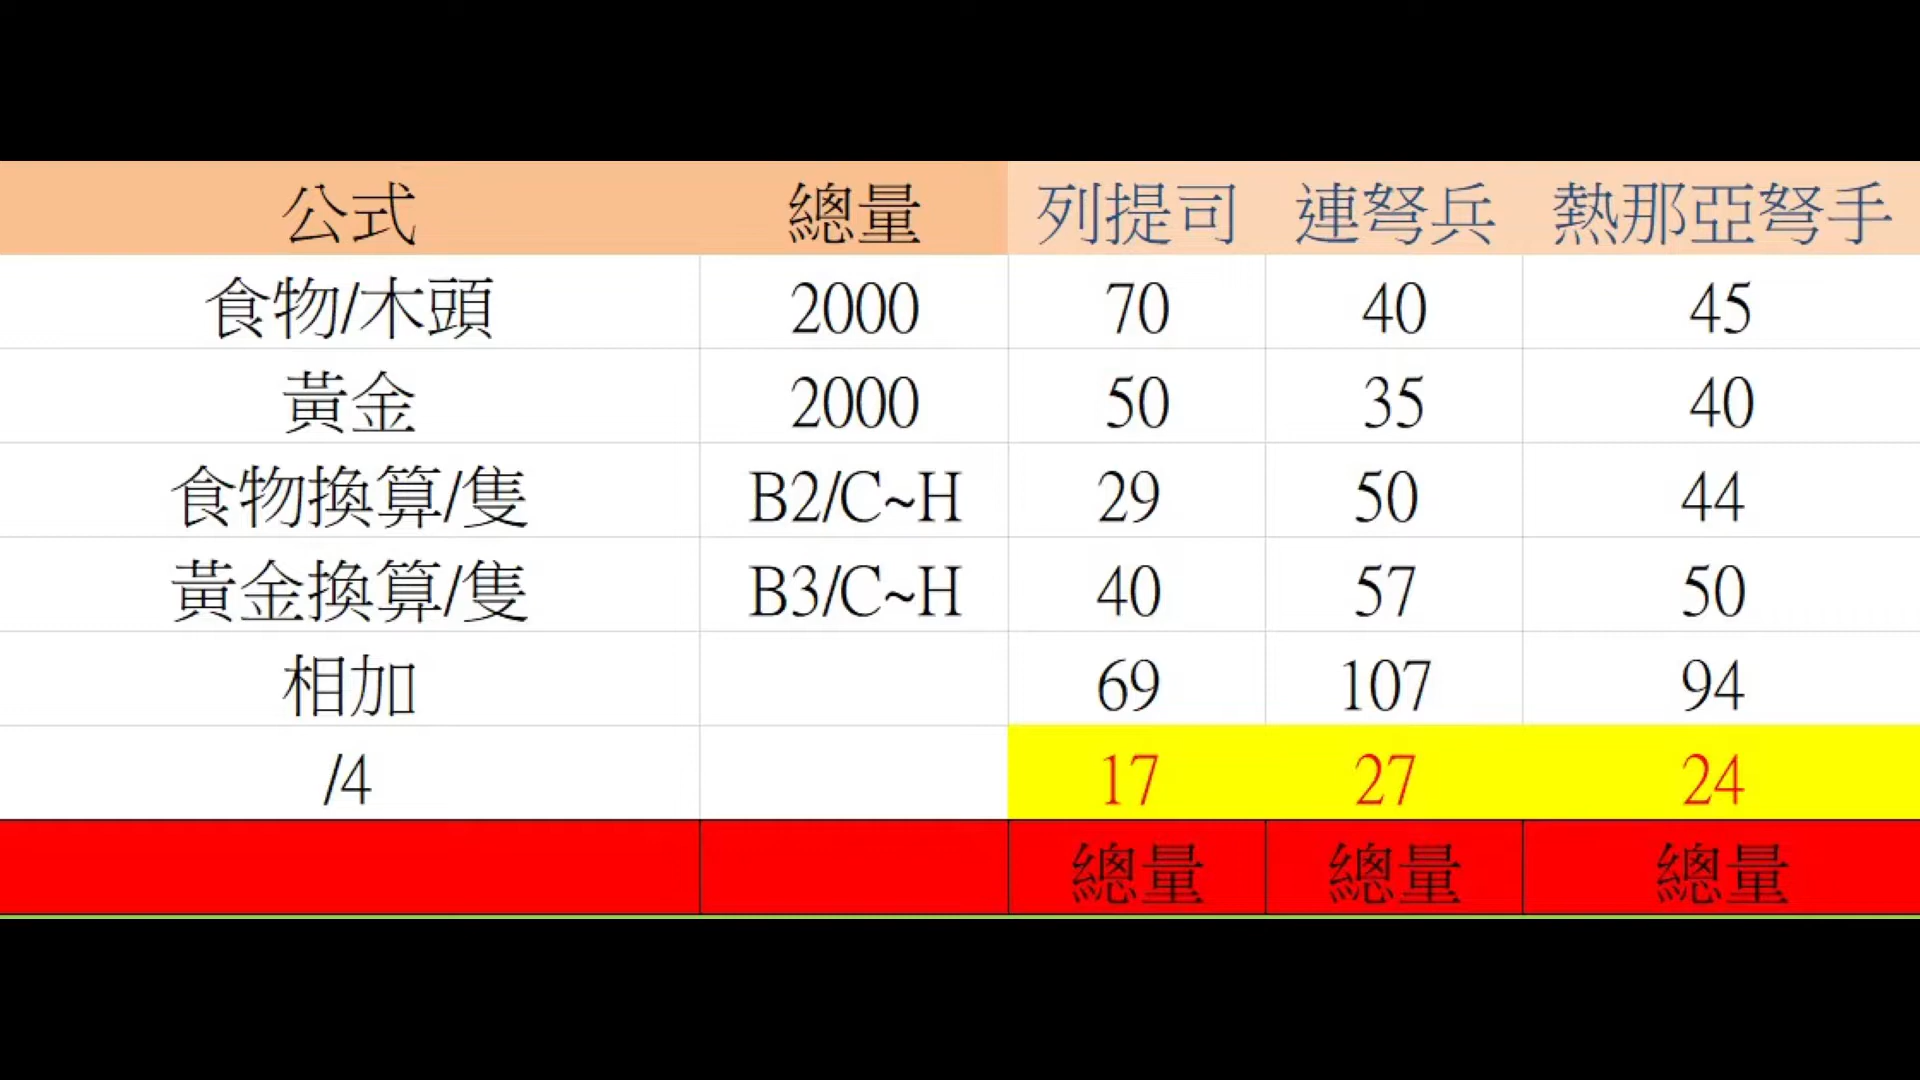 公式 總量 列提司 連弩兵 熱那亞弩手
食物/木頭 2000 70 40 45
黃金 2000 50 35 40
食物換算/隻 B2/C~H 29 50 44
黃金換算/隻 B3/C~H 40 57 50
相加 69 107 94
/4 17 27 24
總量 總量 總量